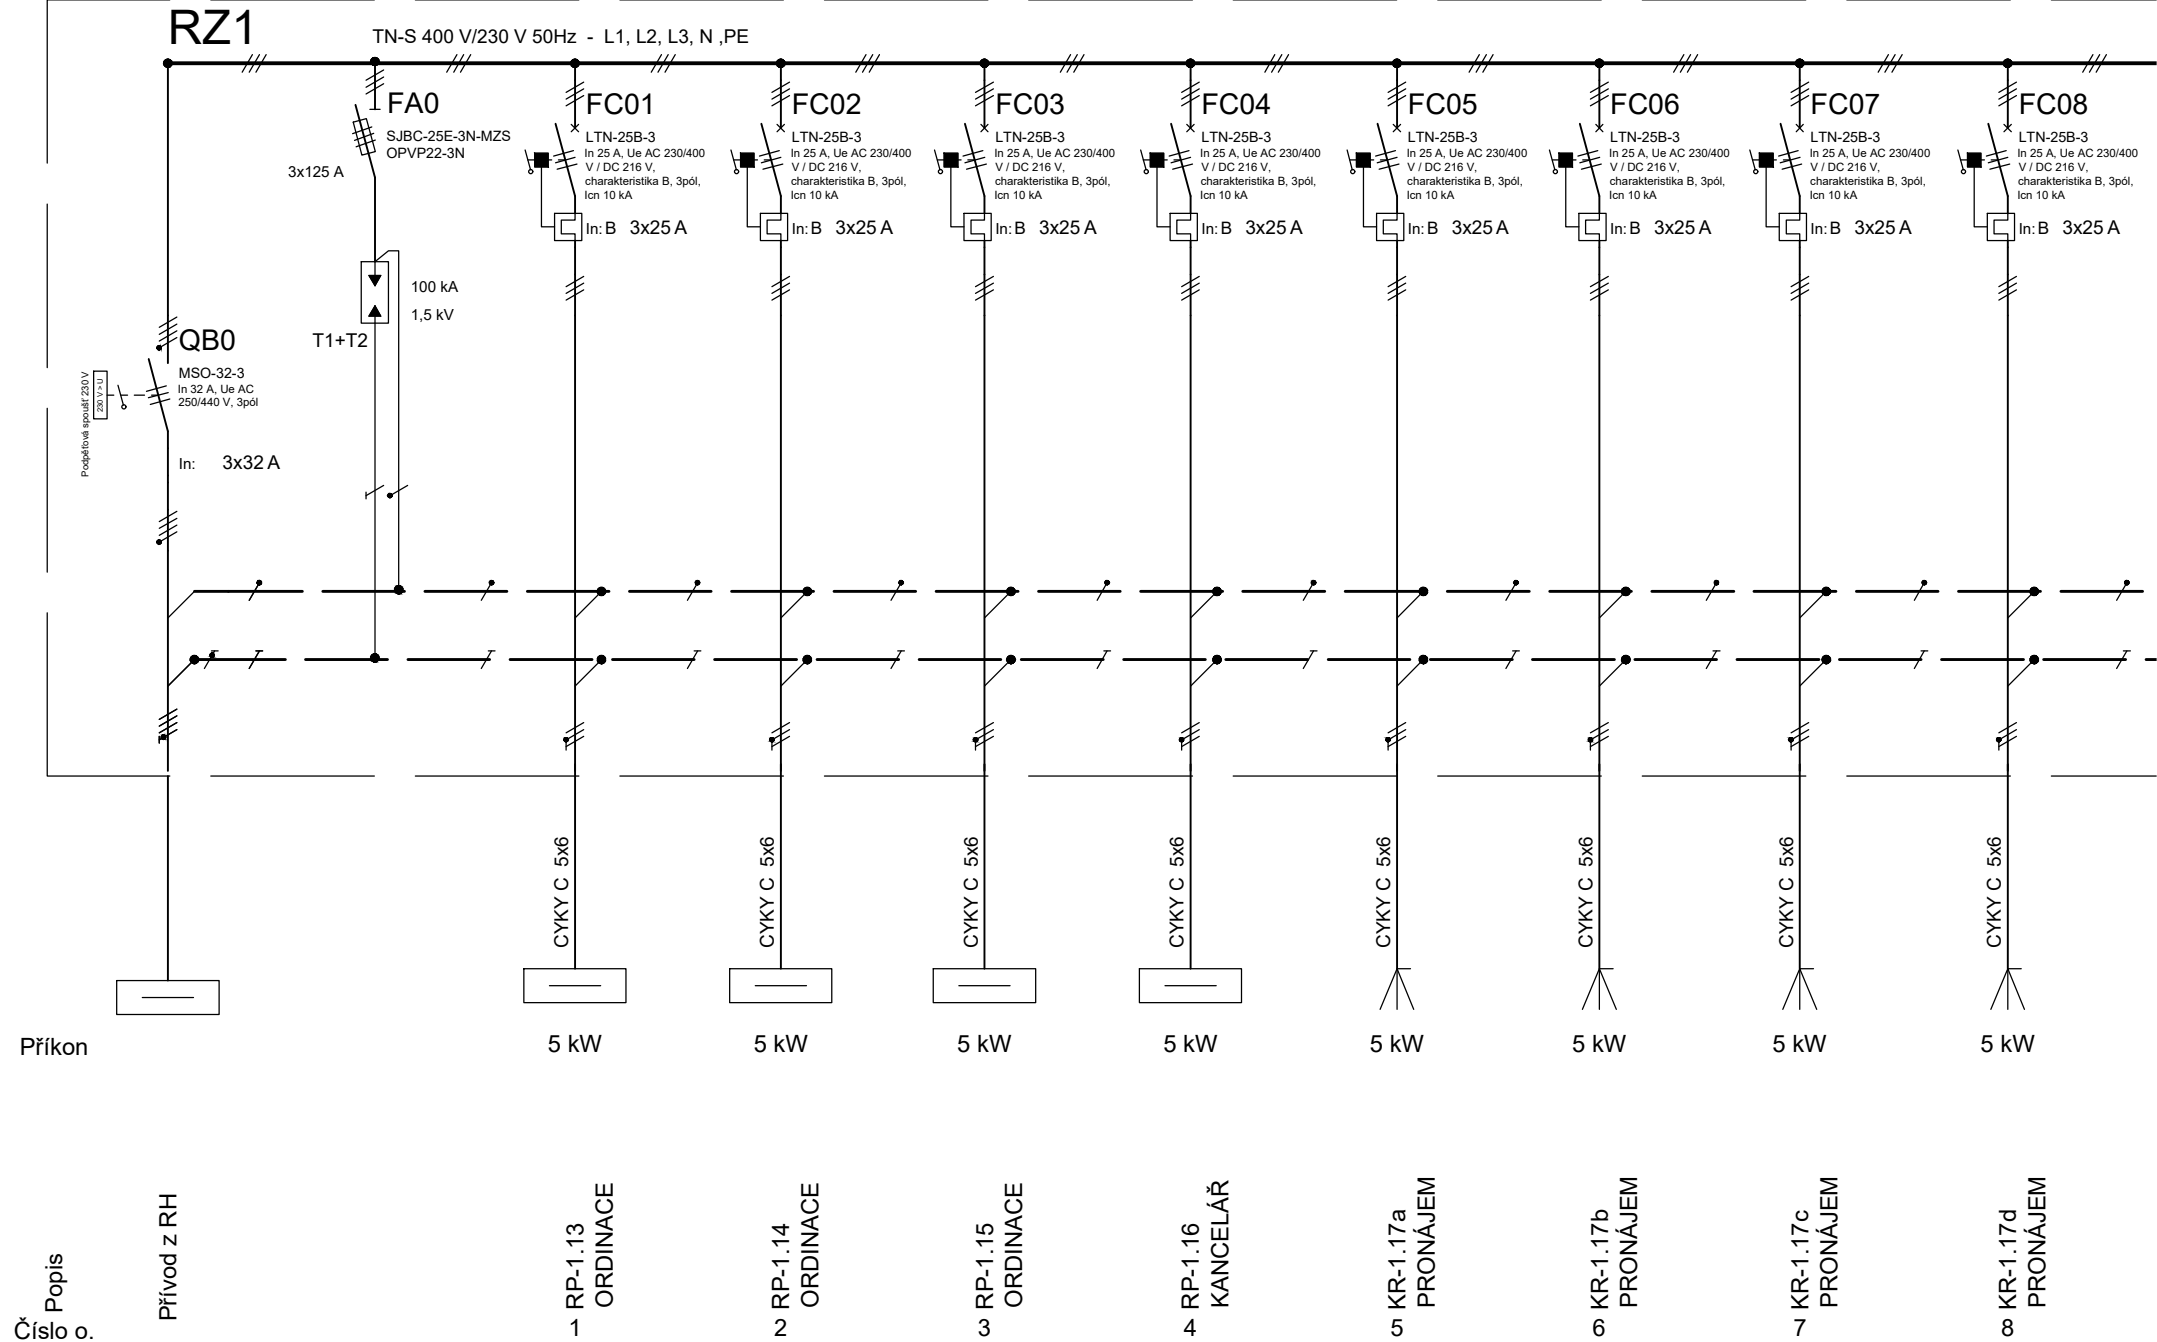 RZ1
TN-S 400 V/230 V 50Hz - L1, L2, L3, N ,PE
FA0
SJBC-25E-3N-MZS
OPVP22-3N
3x125 A
100 kA
1,5 kV
T1+T2
QB0
MSO-32-3
In 32 A, Ue AC
250/440 V, 3pól
In: 3x32 A
Podpěťová spoušť 230 V
230 V > U
FC01
LTN-25B-3
In 25 A, Ue AC 230/400
V / DC 216 V,
charakteristika B, 3pól,
Icn 10 kA
In: B 3x25 A
FC02
LTN-25B-3
In 25 A, Ue AC 230/400
V / DC 216 V,
charakteristika B, 3pól,
Icn 10 kA
In: B 3x25 A
FC03
LTN-25B-3
In 25 A, Ue AC 230/400
V / DC 216 V,
charakteristika B, 3pól,
Icn 10 kA
In: B 3x25 A
FC04
LTN-25B-3
In 25 A, Ue AC 230/400
V / DC 216 V,
charakteristika B, 3pól,
Icn 10 kA
In: B 3x25 A
FC05
LTN-25B-3
In 25 A, Ue AC 230/400
V / DC 216 V,
charakteristika B, 3pól,
Icn 10 kA
In: B 3x25 A
FC06
LTN-25B-3
In 25 A, Ue AC 230/400
V / DC 216 V,
charakteristika B, 3pól,
Icn 10 kA
In: B 3x25 A
FC07
LTN-25B-3
In 25 A, Ue AC 230/400
V / DC 216 V,
charakteristika B, 3pól,
Icn 10 kA
In: B 3x25 A
FC08
LTN-25B-3
In 25 A, Ue AC 230/400
V / DC 216 V,
charakteristika B, 3pól,
Icn 10 kA
In: B 3x25 A
CYKY C 5x6
CYKY C 5x6
CYKY C 5x6
CYKY C 5x6
CYKY C 5x6
CYKY C 5x6
CYKY C 5x6
CYKY C 5x6
Příkon
5 kW
5 kW
5 kW
5 kW
5 kW
5 kW
5 kW
5 kW
Popis
Přívod z RH
RP-1.13
ORDINACE
RP-1.14
ORDINACE
RP-1.15
ORDINACE
RP-1.16
KANCELÁŘ
KR-1.17a
PRONÁJEM
KR-1.17b
PRONÁJEM
KR-1.17c
PRONÁJEM
KR-1.17d
PRONÁJEM
Číslo o.
1
2
3
4
5
6
7
8